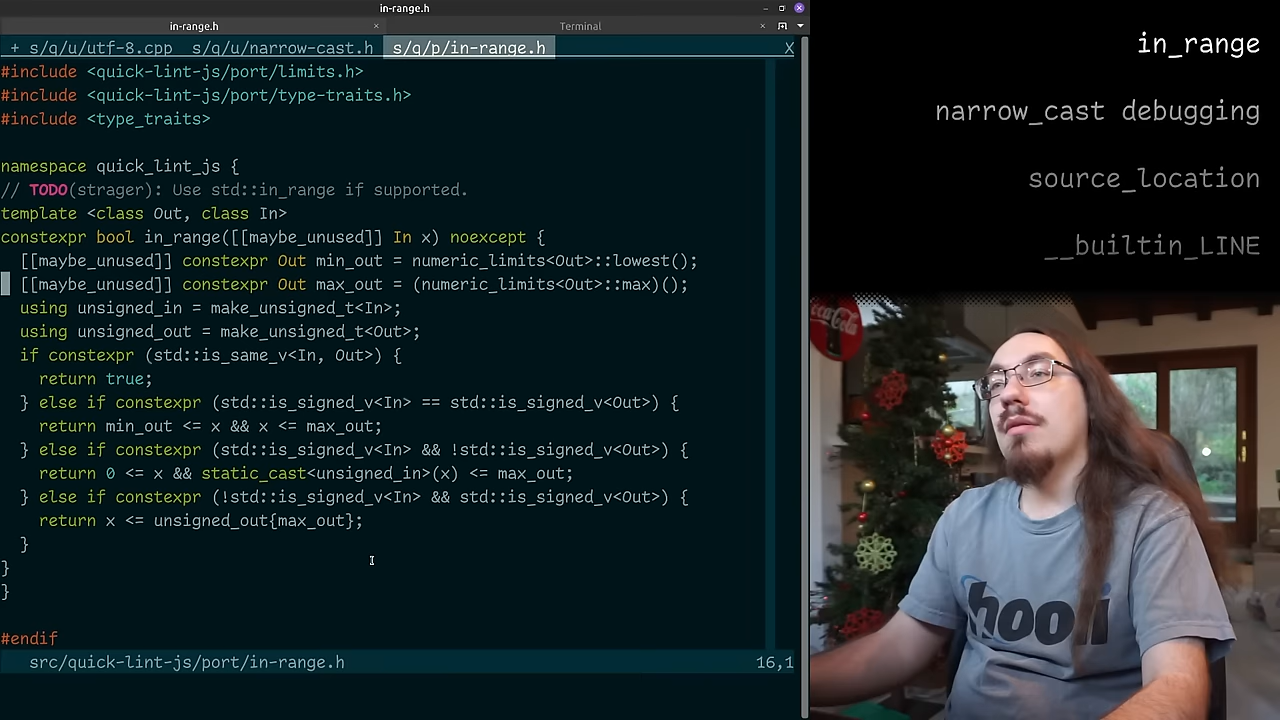 in-range.h
in-range.h
Terminal
+ s/q/u/utf-8.cpp s/q/u/narrow-cast.h s/q/p/in-range.h X
#include <quick-lint-js/port/limits.h>
#include <quick-lint-js/port/type-traits.h>
#include <type_traits>
namespace quick_lint_js {
// TODO(strager): Use std::in_range if supported.
template <class Out, class In>
constexpr bool in_range([[maybe_unused]] In x) noexcept {
  [[maybe_unused]] constexpr Out min_out = numeric_limits<Out>::lowest();
  [[maybe_unused]] constexpr Out max_out = (numeric_limits<Out>::max)();
  using unsigned_in = make_unsigned_t<In>;
  using unsigned_out = make_unsigned_t<Out>;
  if constexpr (std::is_same_v<In, Out>) {
    return true;
  } else if constexpr (std::is_signed_v<In> == std::is_signed_v<Out>) {
    return min_out <= x && x <= max_out;
  } else if constexpr (std::is_signed_v<In> && !std::is_signed_v<Out>) {
    return 0 <= x && static_cast<unsigned_in>(x) <= max_out;
  } else if constexpr (!std::is_signed_v<In> && std::is_signed_v<Out>) {
    return x <= unsigned_out{max_out};
  }
}
}
#endif
src/quick-lint-js/port/in-range.h 16,1
in_range
narrow_cast debugging
source_location
__builtin_LINE
Coca-Cola
hooli